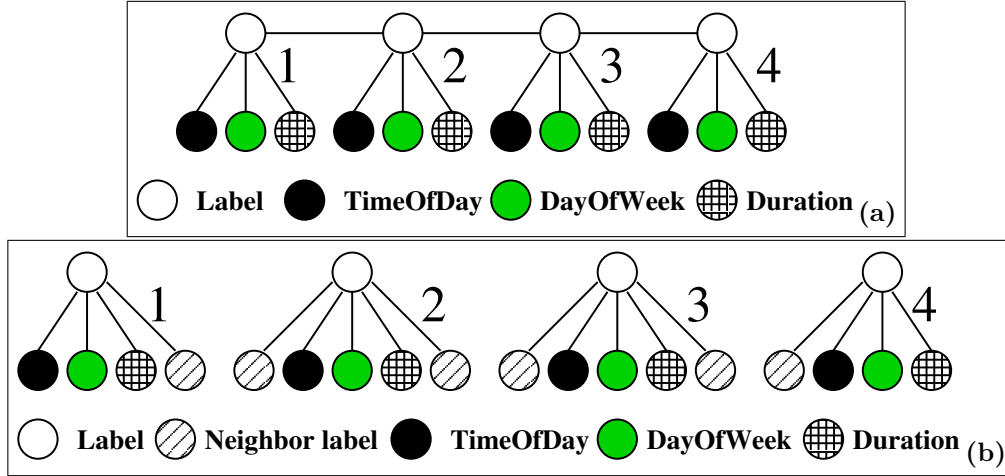 1 2 3 4
Label TimeOfDay DayOfWeek Duration (a)
1 2 3 4
Label Neighbor label TimeOfDay DayOfWeek Duration (b)